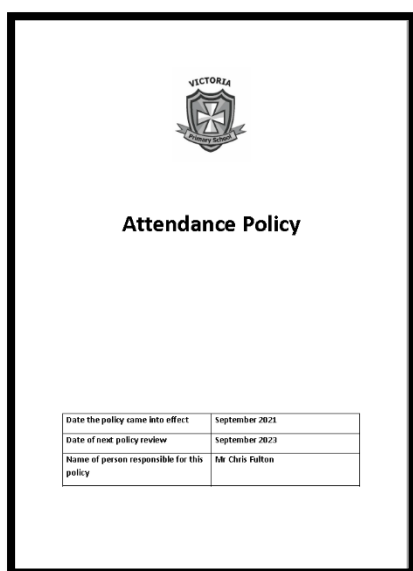 VICTORIA
Primary School
Attendance Policy
Date the policy came into effect September 2021
Date of next policy review September 2023
Name of person responsible for this Mr Chris Fulton
policy